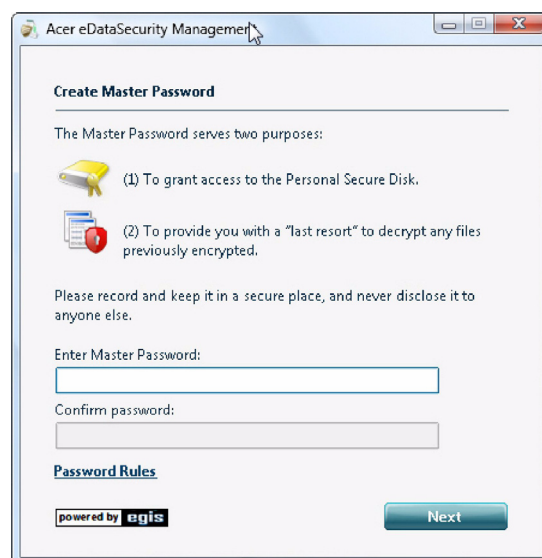 Acer eDataSecurity Management
Create Master Password
The Master Password serves two purposes:
(1) To grant access to the Personal Secure Disk.
(2) To provide you with a "last resort" to decrypt any files
previously encrypted.
Please record and keep it in a secure place, and never disclose it to
anyone else.
Enter Master Password:
Confirm password:
Password Rules
powered by egis
Next